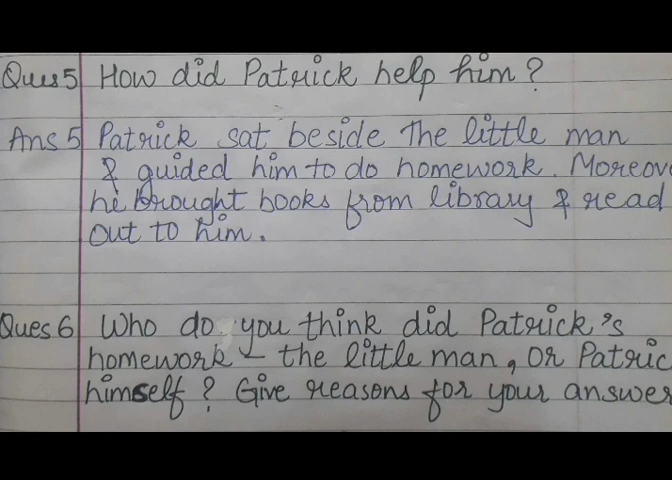 Ques 5 How did Patrick help him?
Ans 5 Patrick sat beside the little man
& guided him to do homework. Moreov
he brought books from library & read
out to him.
Ques 6 Who do you think did Patrick's
homework - the little man, or Patric
himself? Give reasons for your answer